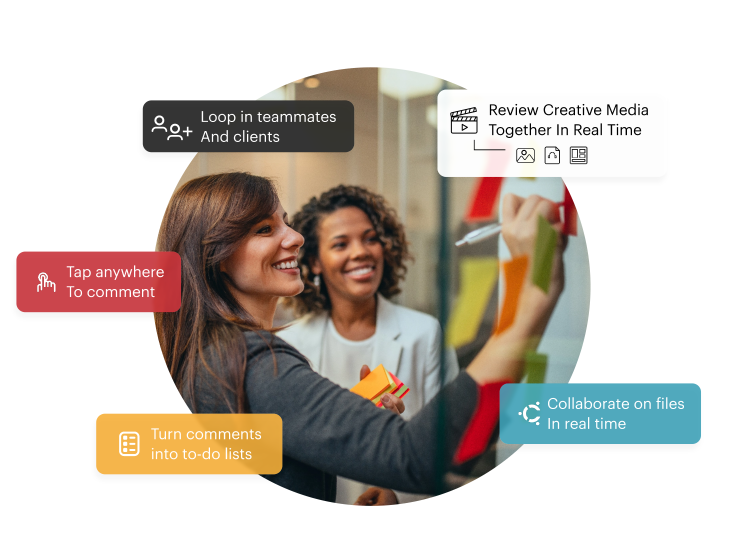 Loop in teammates
And clients
Review Creative Media
Together In Real Time
Tap anywhere
To comment
Collaborate on files
In real time
Turn comments
into to-do lists